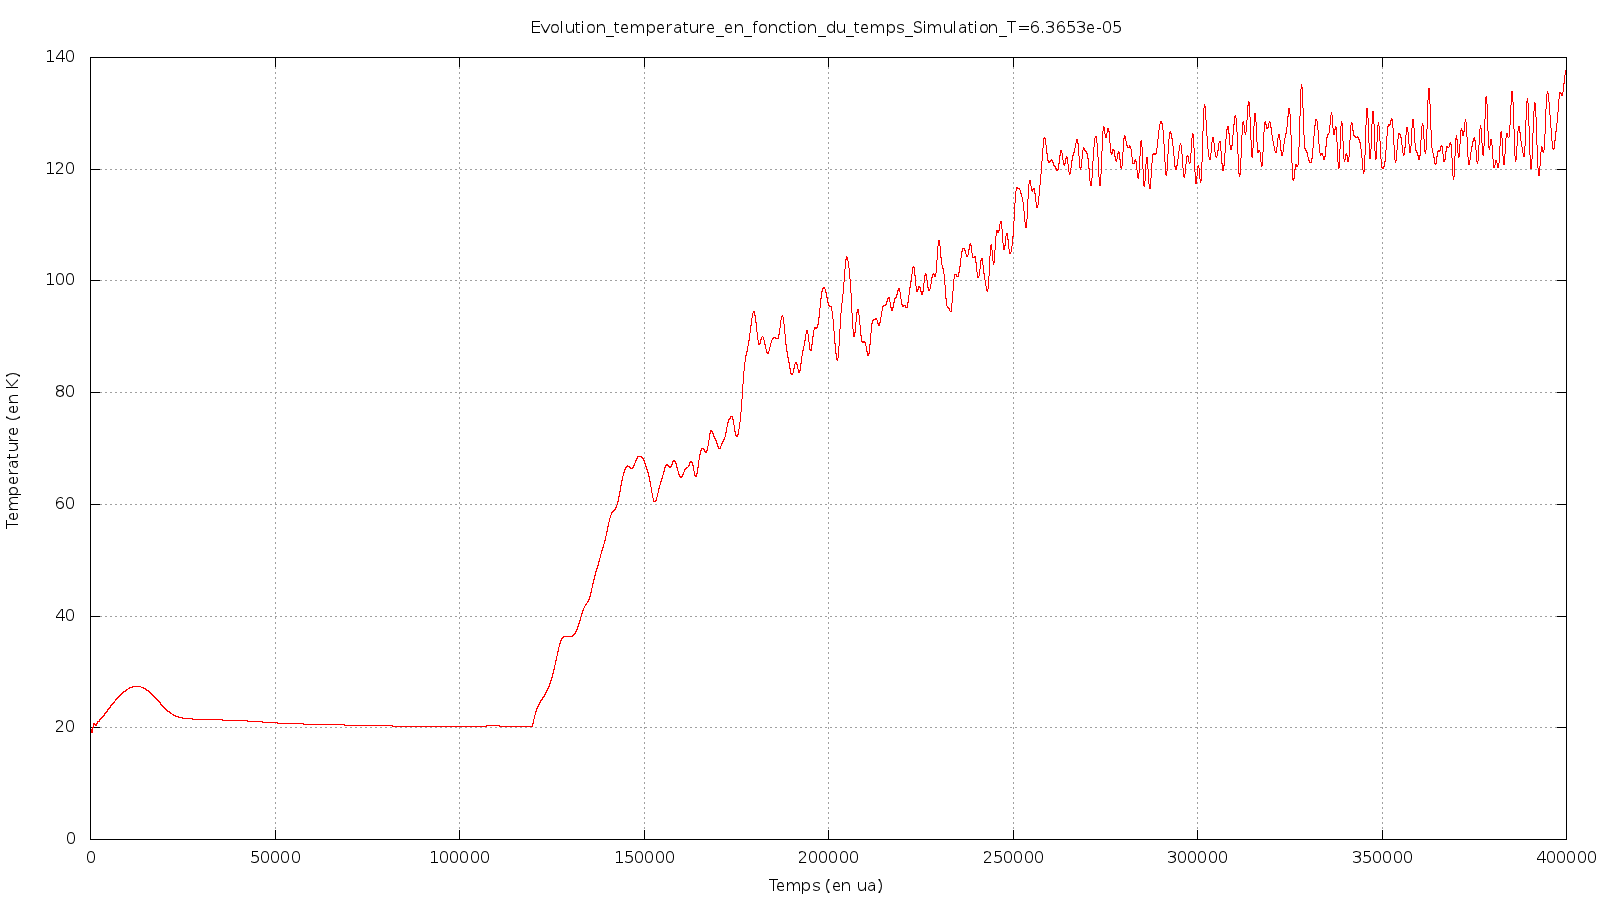 Evolution_temperature_en_fonction_du_temps_Simulation_T=6.3653e-05
140
120
100
80
60
40
20
0
Temperature (en K)
0 50000 100000 150000 200000 250000 300000 350000 400000
Temps (en ua)